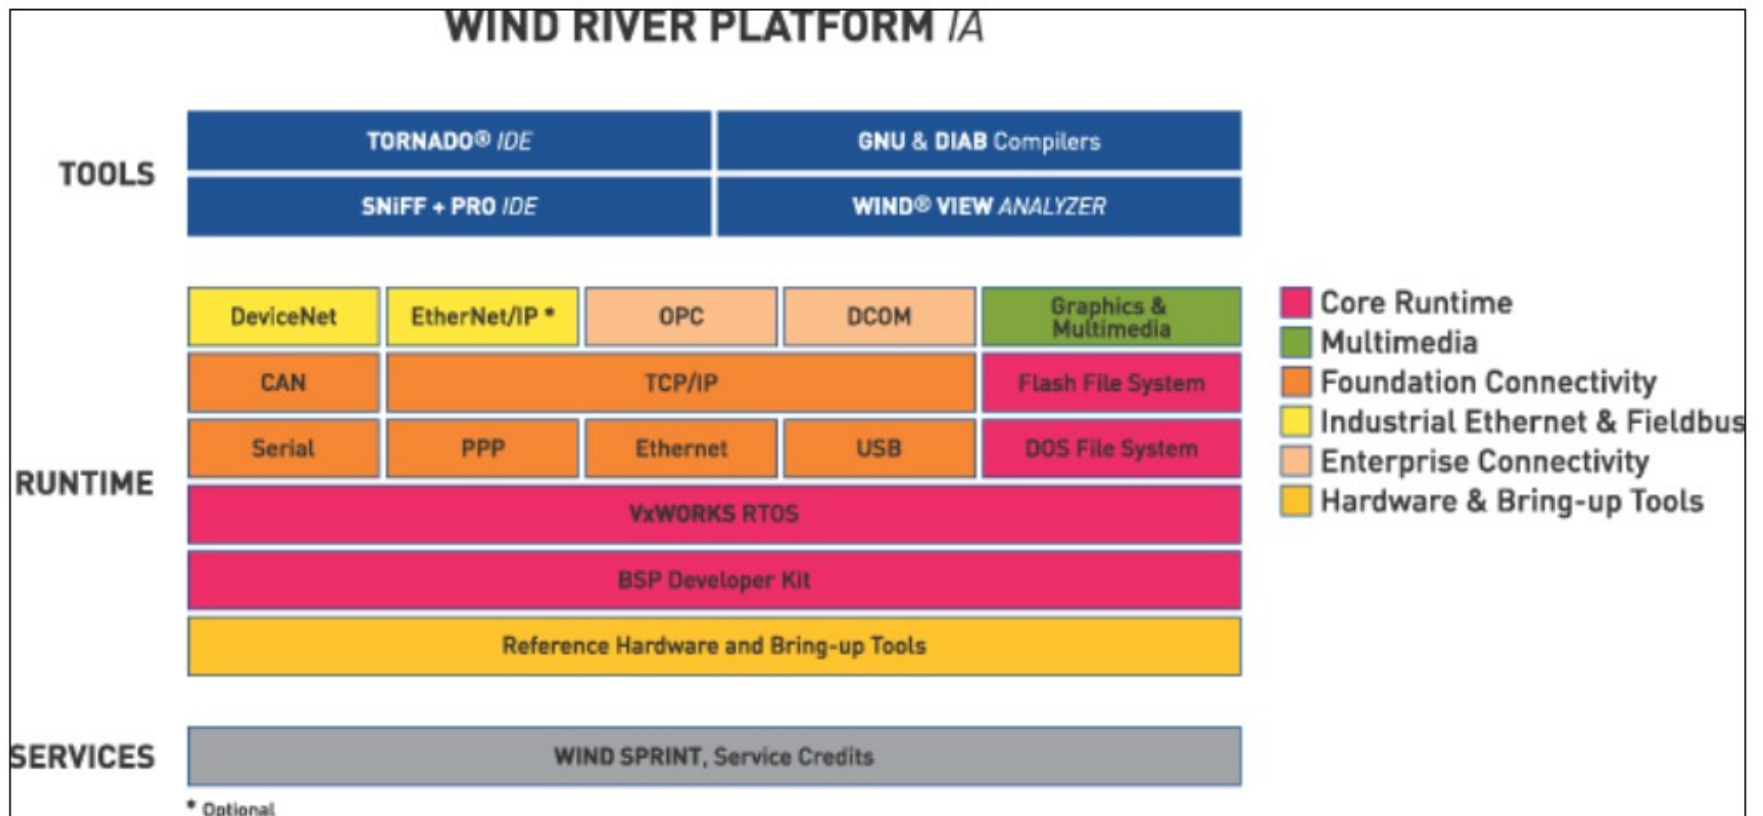 WIND RIVER PLATFORM IA
TOOLS
TORNADO® IDE
GNU & DIAB Compilers
SNiFF + PRO IDE
WIND® VIEW ANALYZER
RUNTIME
DeviceNet
EtherNet/IP *
OPC
DCOM
Graphics &
Multimedia
CAN
TCP/IP
Flash File System
Serial
PPP
Ethernet
USB
DOS File System
VxWORKS RTOS
BSP Developer Kit
Reference Hardware and Bring-up Tools
Core Runtime
Multimedia
Foundation Connectivity
Industrial Ethernet & Fieldbus
Enterprise Connectivity
Hardware & Bring-up Tools
SERVICES
WIND SPRINT, Service Credits
* Optional